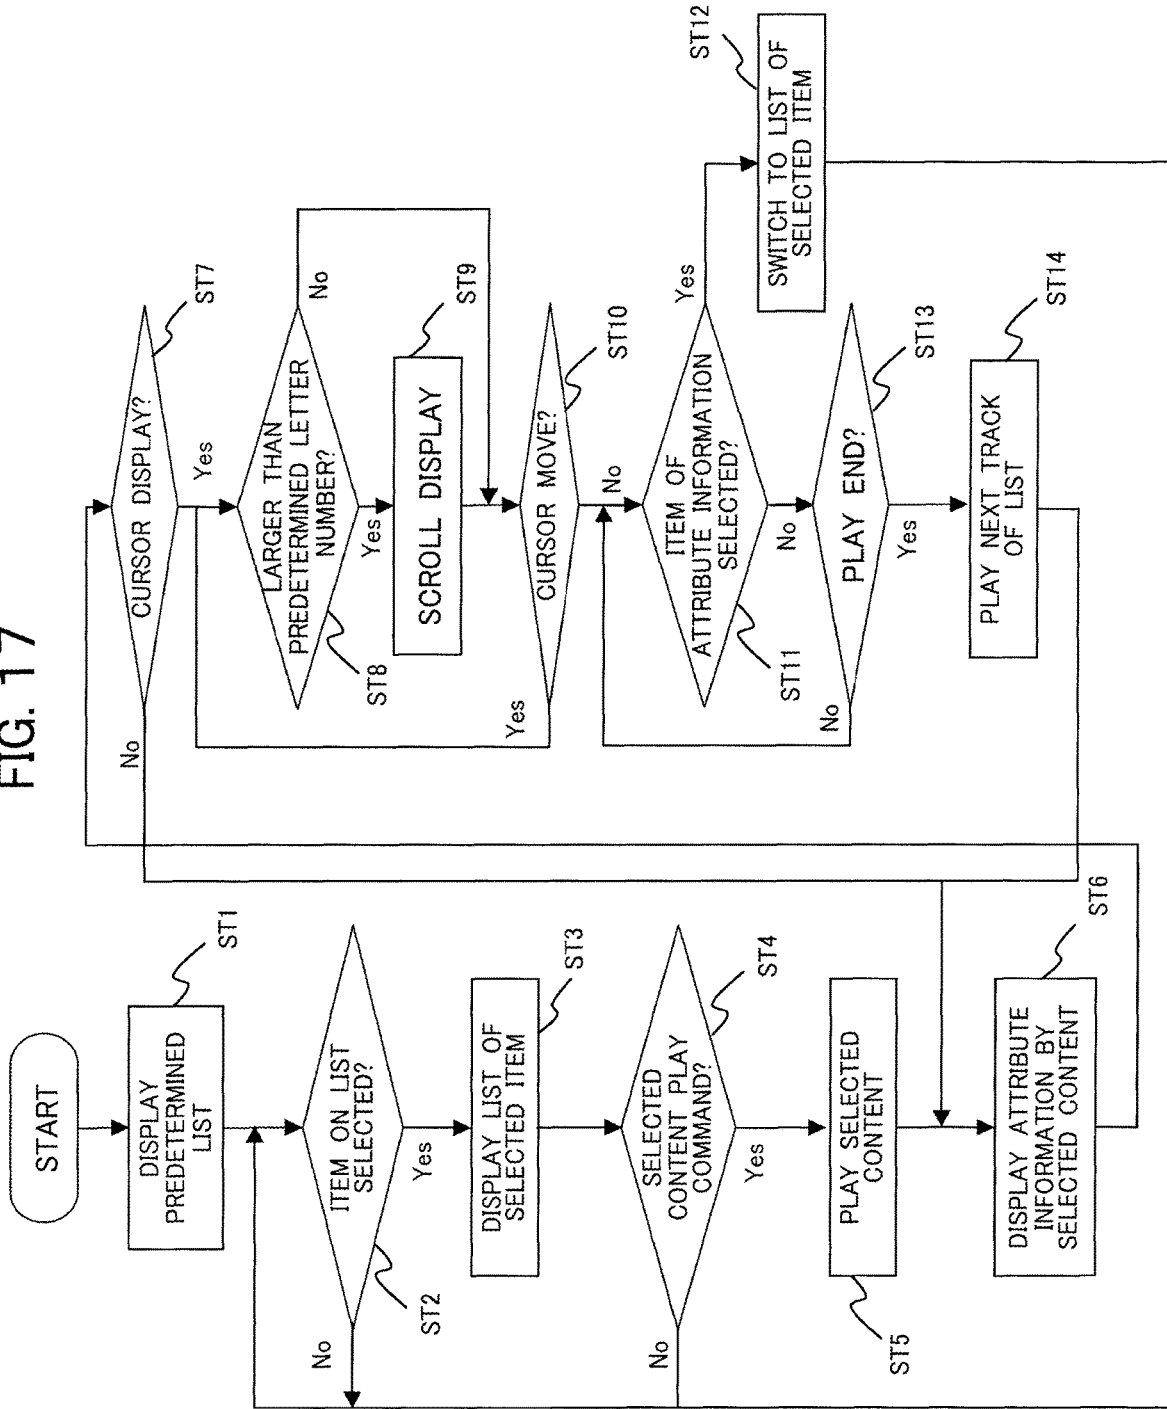 FIG. 17
START
DISPLAY
PREDETERMINED
LIST
ST1
ITEM ON LIST
SELECTED?
ST2
No
Yes
DISPLAY LIST OF
SELECTED ITEM
ST3
SELECTED
CONTENT PLAY
COMMAND?
ST4
No
Yes
PLAY SELECTED
CONTENT
ST5
DISPLAY ATTRIBUTE
INFORMATION BY
SELECTED CONTENT
ST6
CURSOR DISPLAY?
ST7
No
Yes
LARGER THAN
PREDETERMINED LETTER
NUMBER?
ST8
No
Yes
SCROLL DISPLAY
ST9
CURSOR MOVE?
ST10
Yes
No
ITEM OF
ATTRIBUTE INFORMATION
SELECTED?
ST11
Yes
No
SWITCH TO LIST OF
SELECTED ITEM
ST12
PLAY END?
ST13
No
Yes
PLAY NEXT TRACK
OF LIST
ST14